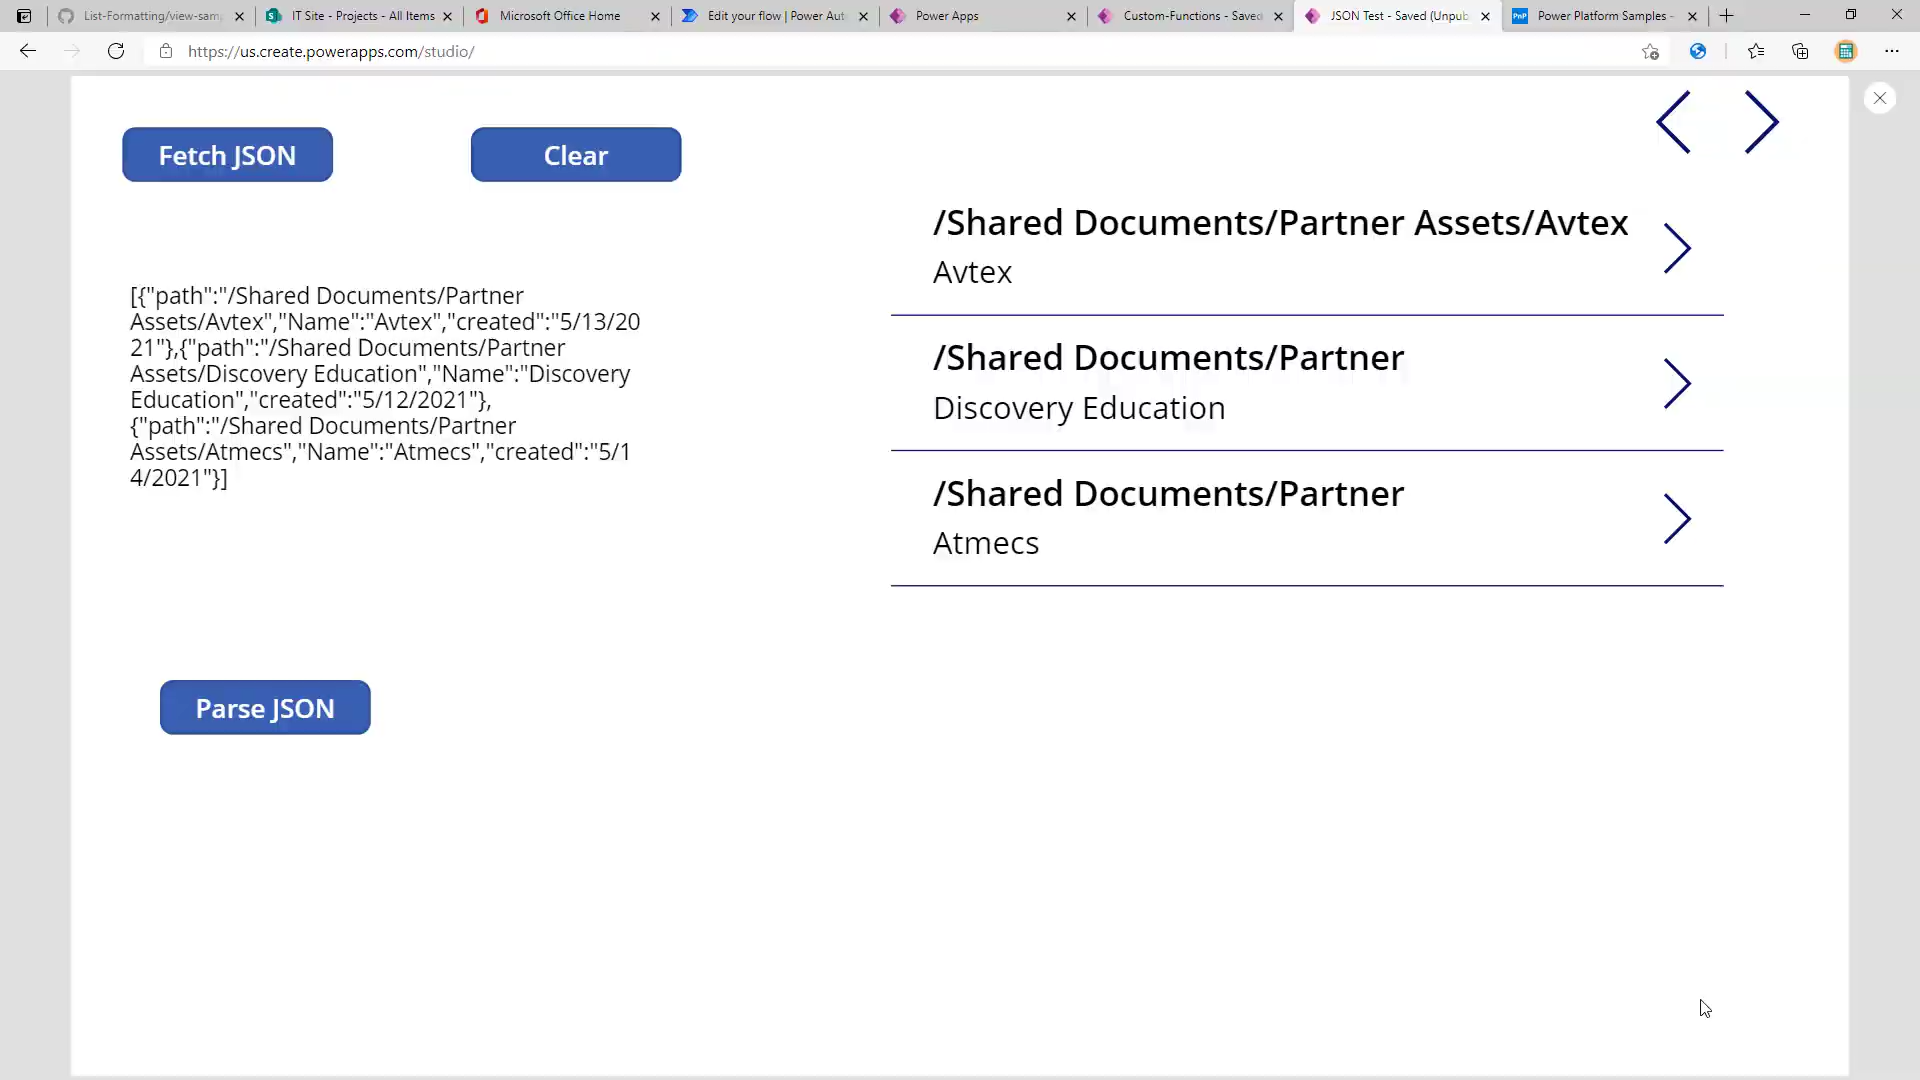 List-Formatting/view-sam
IT Site - Projects - All Items
Microsoft Office Home
Edit your flow | Power Aut
Power Apps
Custom-Functions - Saved
JSON Test - Saved (Unpub
Power Platform Samples -
https://us.create.powerapps.com/studio/
Fetch JSON
Clear
[{"path":"/Shared Documents/Partner
Assets/Avtex","Name":"Avtex","created":"5/13/20
21"},{"path":"/Shared Documents/Partner
Assets/Discovery Education","Name":"Discovery
Education","created":"5/12/2021"},
{"path":"/Shared Documents/Partner
Assets/Atmecs","Name":"Atmecs","created":"5/1
4/2021"}]
Parse JSON
/Shared Documents/Partner Assets/Avtex
Avtex
/Shared Documents/Partner
Discovery Education
/Shared Documents/Partner
Atmecs